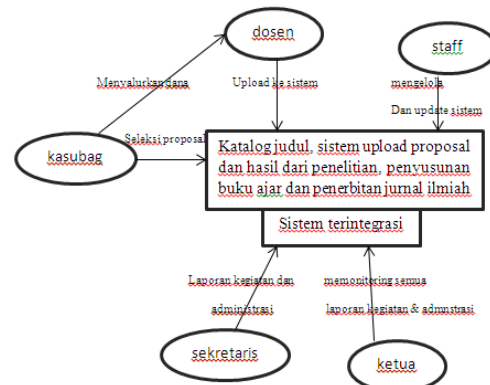 dosen
staff
Menyalurkan dana
Upload ke sistem
mengelola
Dan update sistem
Seleksi proposal
kasubag
Katalog judul, sistem upload proposal
dan hasil dari penelitian, penyusunan
buku ajar dan penerbitan jurnal ilmiah
Sistem terintegrasi
Laporan kegiatan dan
administrasi
memonitoring semua
laporan kegiatan & admnstrasi
sekretaris
ketua